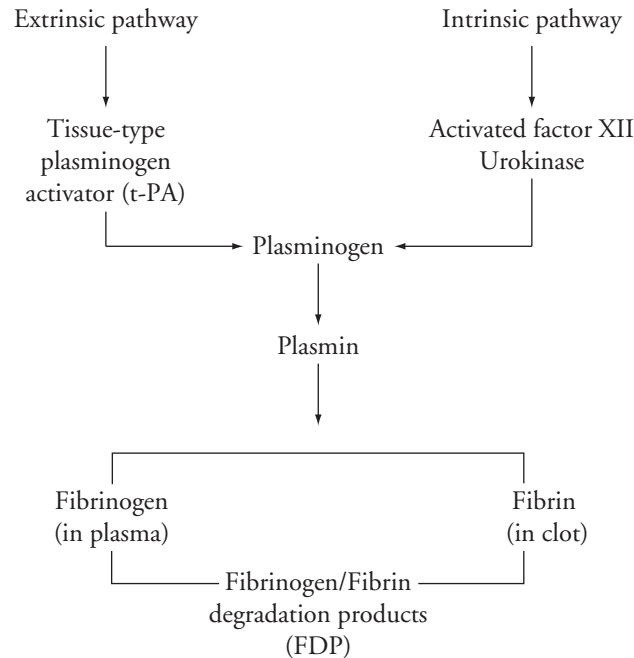 Extrinsic pathway
Intrinsic pathway
Tissue-type
plasminogen
activator (t-PA)
Activated factor XII
Urokinase
Plasminogen
Plasmin
Fibrinogen
(in plasma)
Fibrin
(in clot)
Fibrinogen/Fibrin
degradation products
(FDP)